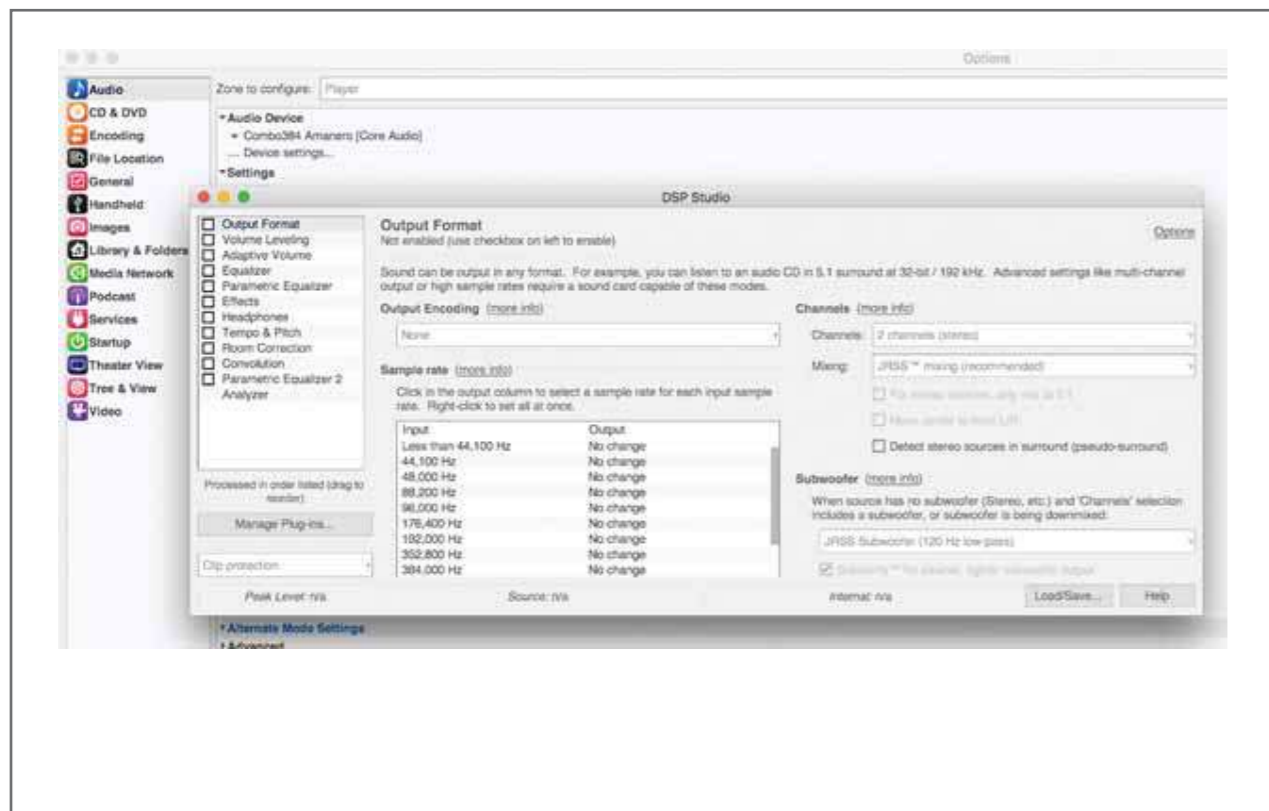 Options
Audio
CD & DVD
Encoding
File Location
General
Handheld
Images
Library & Folders
Media Network
Podcast
Services
Startup
Theater View
Tree & View
Video
Zone to configure: Player
Audio Device
Combo384 Amanero [Core Audio]
... Device settings...
Settings
DSP Studio
Output Format
Volume Leveling
Adaptive Volume
Equalizer
Parametric Equalizer
Effects
Headphones
Tempo & Pitch
Room Correction
Convolution
Parametric Equalizer 2
Analyzer
Processed in order listed (drag to
reorder)
Manage Plug-ins...
Clip protection
Output Format
Not enabled (use checkbox on left to enable)
Options
Sound can be output in any format. For example, you can listen to an audio CD in 5.1 surround at 32-bit / 192 kHz. Advanced settings like multi-channel
output or high sample rates require a sound card capable of these modes.
Output Encoding (more info)
None
Sample rate (more info)
Click in the output column to select a sample rate for each input sample
rate. Right-click to set all at once.
Input Output
Less than 44,100 Hz No change
44,100 Hz No change
48,000 Hz No change
88,200 Hz No change
96,000 Hz No change
176,400 Hz No change
192,000 Hz No change
352,800 Hz No change
384,000 Hz No change
Channels (more info)
Channels: 2 channels (stereo)
Mixing: JRSS™ mixing (recommended)
Detect stereo sources in surround (pseudo-surround)
Subwoofer (more info)
When source has no subwoofer (Stereo, etc.) and 'Channels' selection
includes a subwoofer, or subwoofer is being downmixed:
JRSS Subwoofer (120 Hz low-pass)
Peak Level: n/a
Source: n/a
Internal: n/a
Load/Save...
Help
Alternate Mode Settings
Advanced